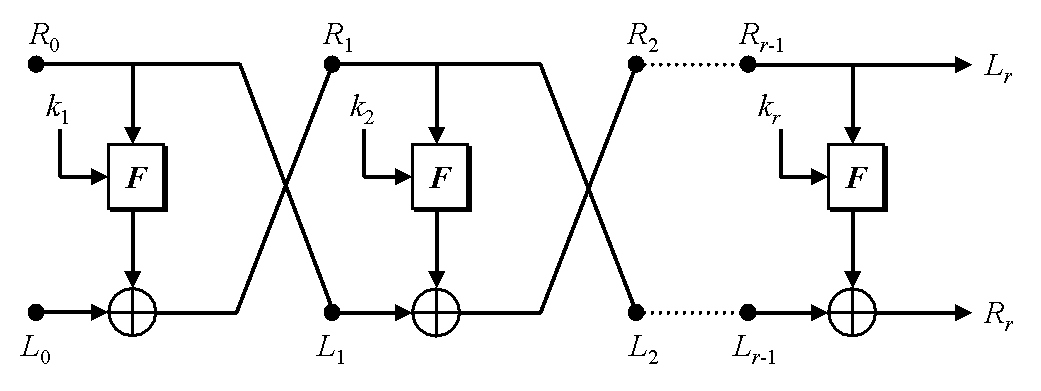 R0 R1 R2 Rr-1
Lr
k1 k2 kr
F F F
Rr
L0 L1 L2 Lr-1